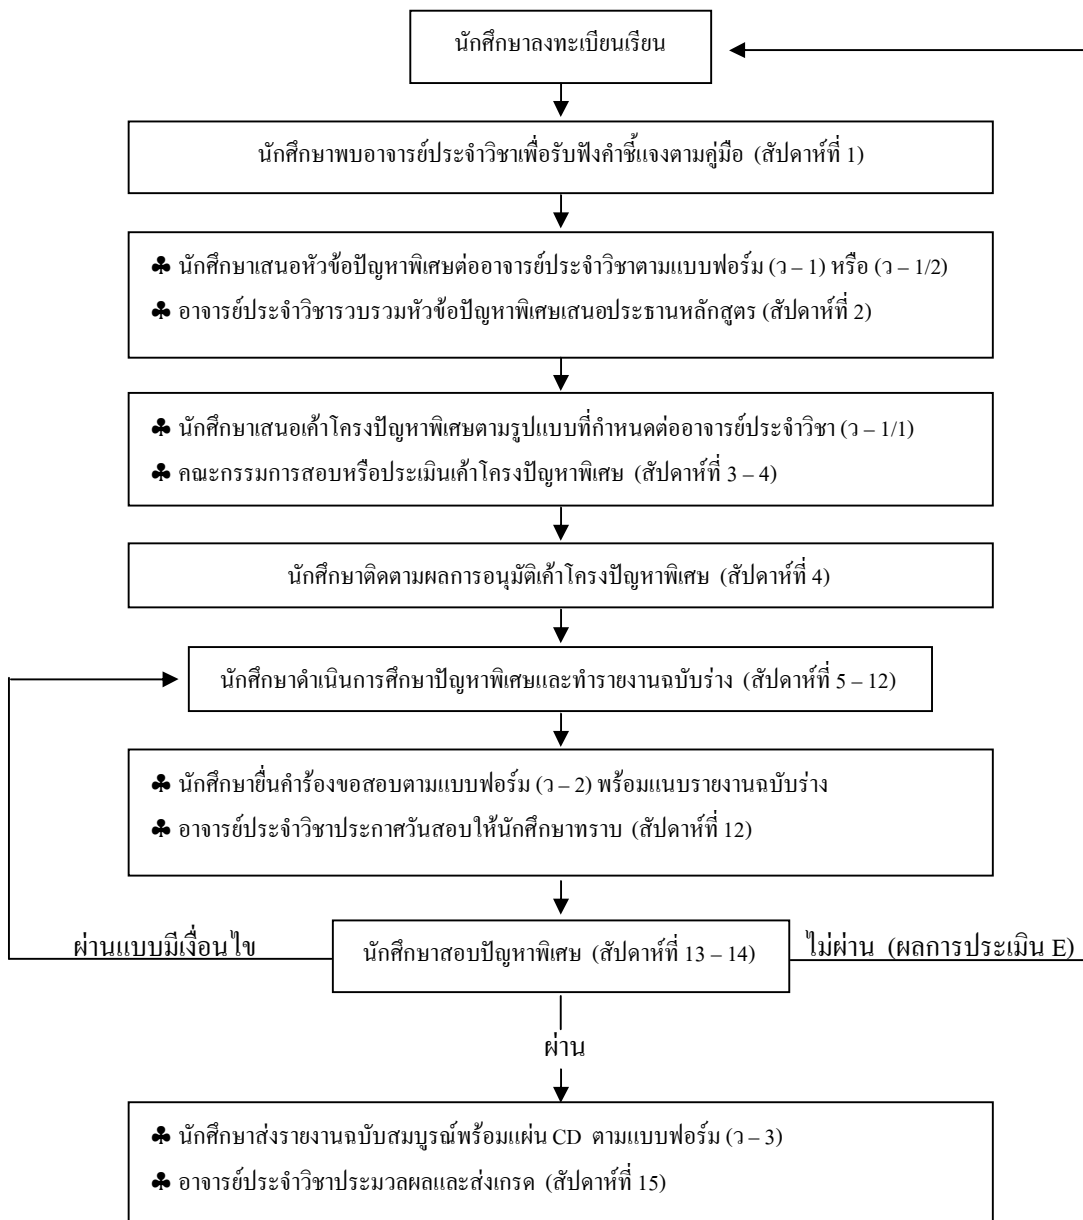 นักศึกษาลงทะเบียนเรียน
นักศึกษาพบอาจารย์ประจำวิชาเพื่อรับฟังคำชี้แจงตามคู่มือ (สัปดาห์ที่ 1)
♣ นักศึกษาเสนอหัวข้อปัญหาพิเศษต่ออาจารย์ประจำวิชาตามแบบฟอร์ม (ว – 1) หรือ (ว – 1/2)
♣ อาจารย์ประจำวิชารวบรวมหัวข้อปัญหาพิเศษเสนอประธานหลักสูตร (สัปดาห์ที่ 2)
♣ นักศึกษาเสนอเค้าโครงปัญหาพิเศษตามรูปแบบที่กำหนดต่ออาจารย์ประจำวิชา (ว – 1/1)
♣ คณะกรรมการสอบหรือประเมินเค้าโครงปัญหาพิเศษ (สัปดาห์ที่ 3 – 4)
นักศึกษาติดตามผลการอนุมัติเค้าโครงปัญหาพิเศษ (สัปดาห์ที่ 4)
นักศึกษาดำเนินการศึกษาปัญหาพิเศษและทำรายงานฉบับร่าง (สัปดาห์ที่ 5 – 12)
♣ นักศึกษายื่นคำร้องขอสอบตามแบบฟอร์ม (ว – 2) พร้อมแนบรายงานฉบับร่าง
♣ อาจารย์ประจำวิชาประกาศวันสอบให้นักศึกษาทราบ (สัปดาห์ที่ 12)
ผ่านแบบมีเงื่อนไข
นักศึกษาสอบปัญหาพิเศษ (สัปดาห์ที่ 13 – 14)
ไม่ผ่าน (ผลการประเมิน E)
ผ่าน
♣ นักศึกษาส่งรายงานฉบับสมบูรณ์พร้อมแผ่น CD ตามแบบฟอร์ม (ว – 3)
♣ อาจารย์ประจำวิชาประมวลผลและส่งเกรด (สัปดาห์ที่ 15)